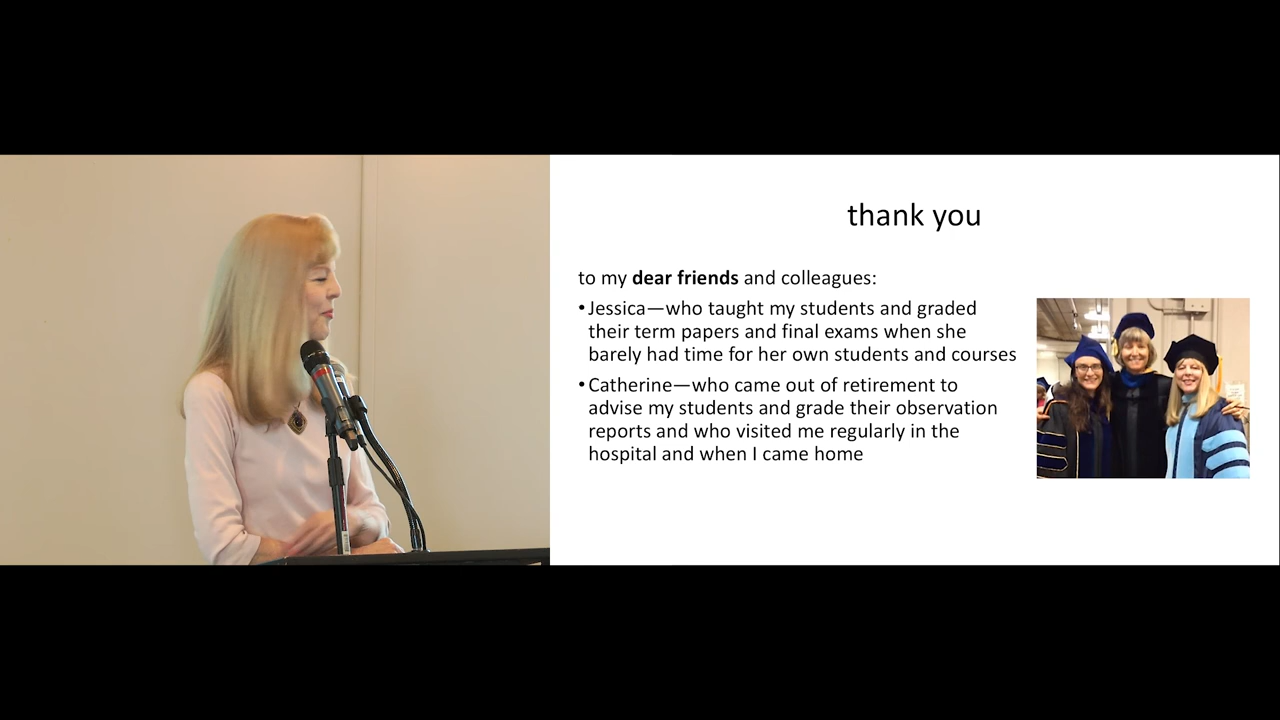 thank you
to my dear friends and colleagues:
•Jessica—who taught my students and graded
their term papers and final exams when she
barely had time for her own students and courses
•Catherine—who came out of retirement to
advise my students and grade their observation
reports and who visited me regularly in the
hospital and when I came home